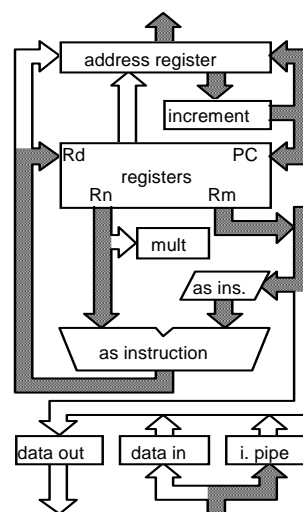 address register
increment
Rd PC
registers
Rn Rm
mult
as ins.
as instruction
data out data in i. pipe